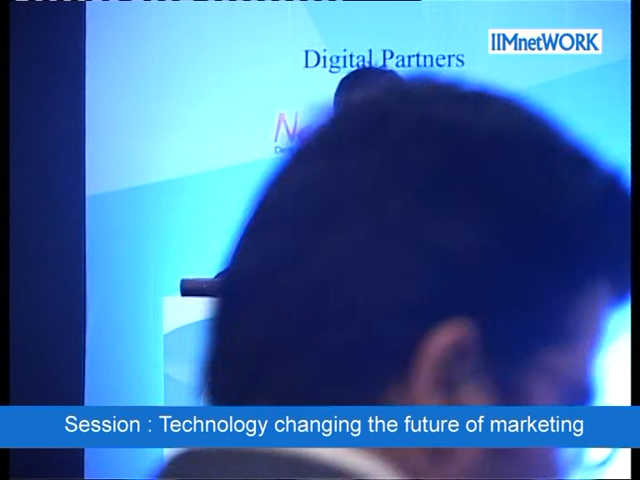 IIMnetWORK
Digital Partners
Session : Technology changing the future of marketing